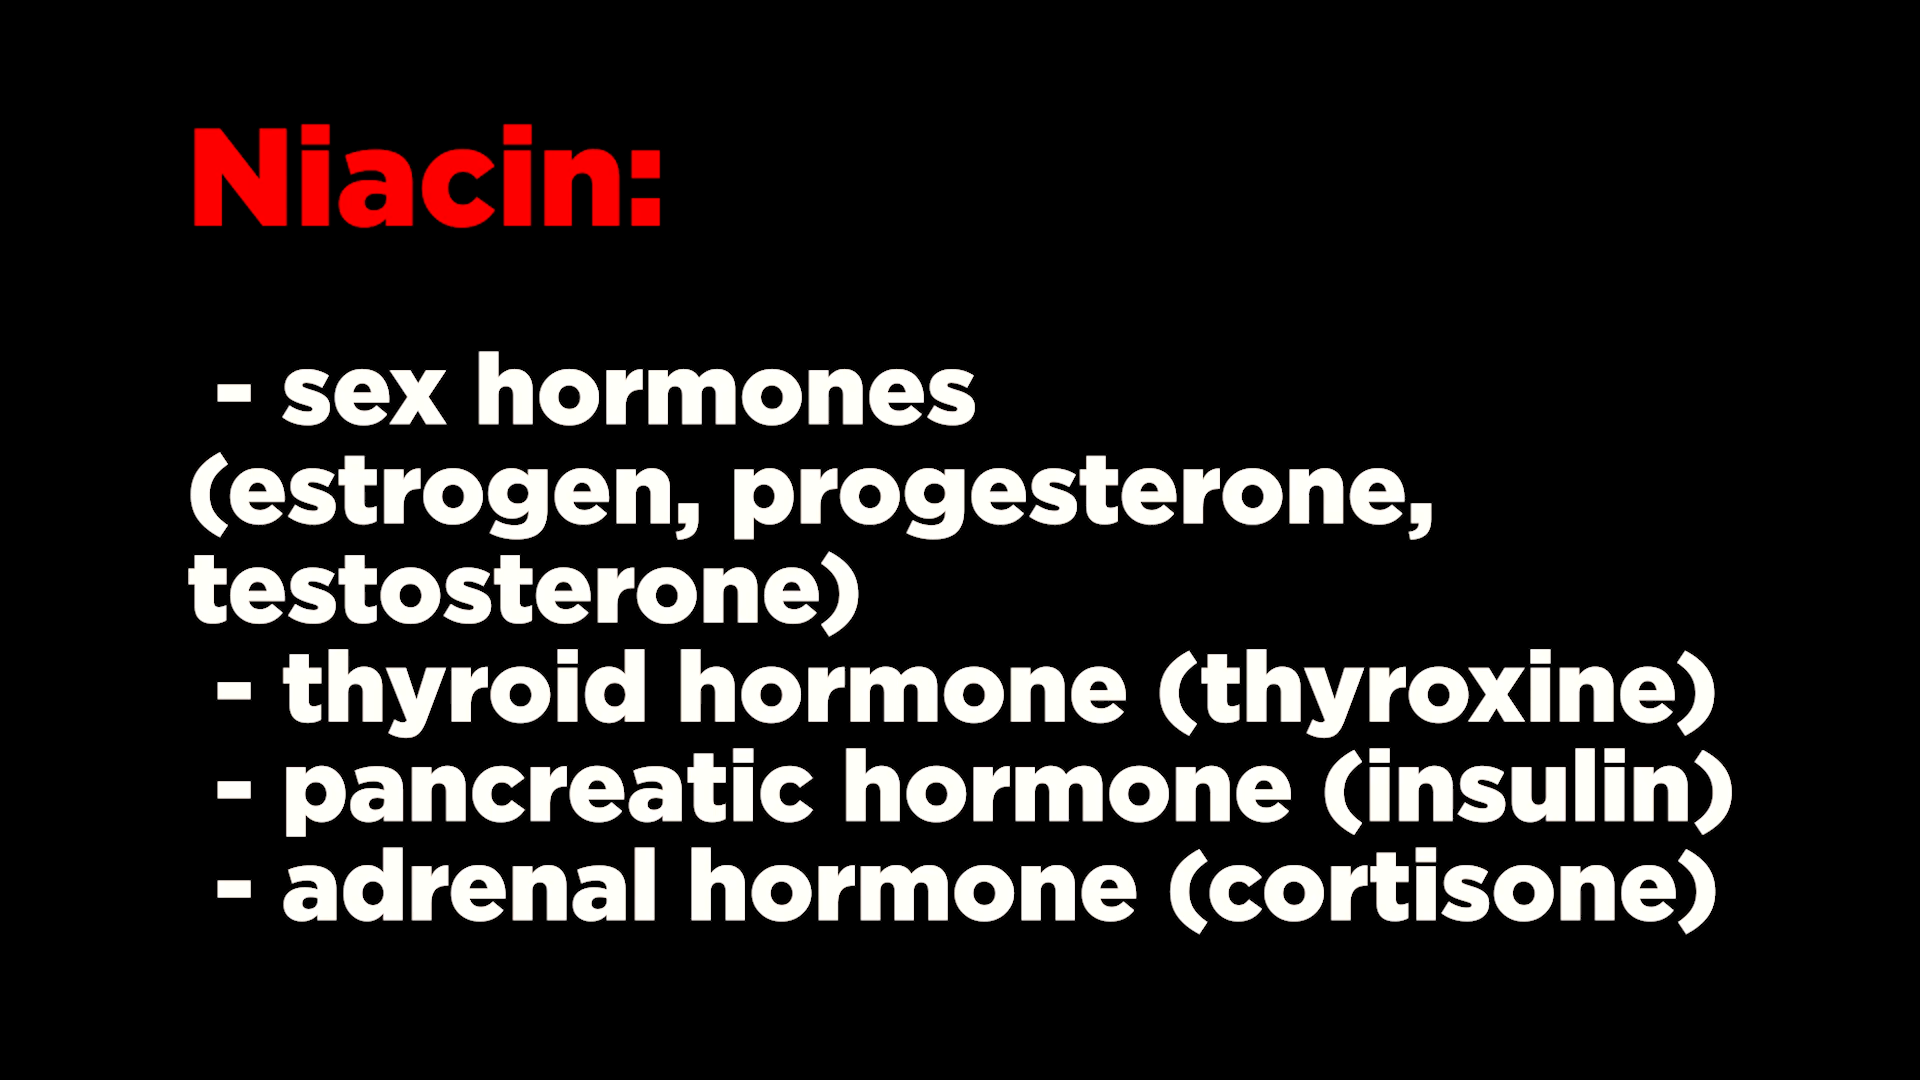 Niacin:
- sex hormones
(estrogen, progesterone,
testosterone)
- thyroid hormone (thyroxine)
- pancreatic hormone (insulin)
- adrenal hormone (cortisone)